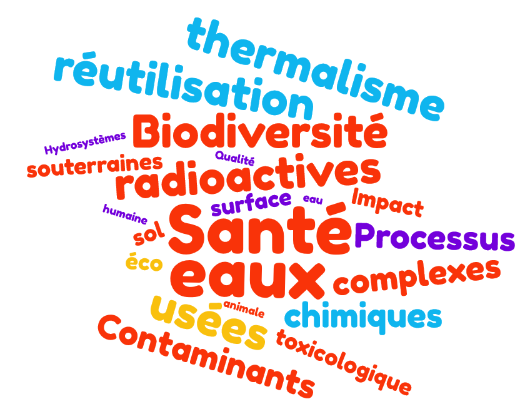 thermalisme
réutilisation
Biodiversité
Hydrosystèmes
souterraines
Qualité
radioactives
surface
eau
Impact
humaine
sol
Santé
Processus
éco
eaux
complexes
usées
animale
chimiques
Contaminants
toxicologique